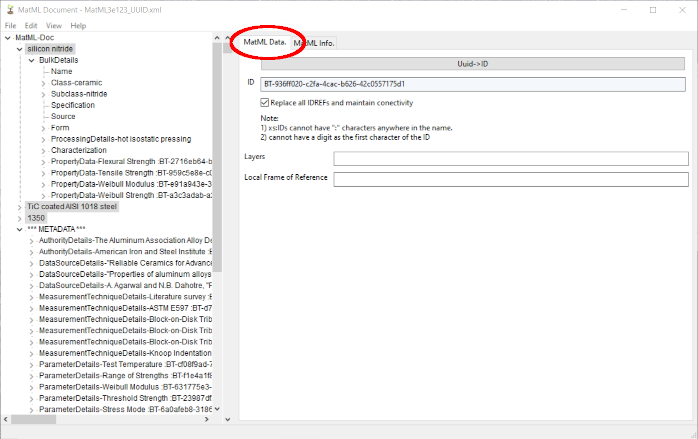 MatML Document - MatML3e123_UUID.xml
File Edit View Help
MatML-Doc
silicon nitride
BulkDetails
Name
Class-ceramic
Subclass-nitride
Specification
Source
Form
ProcessingDetails-hot isostatic pressing
Characterization
PropertyData-Flexural Strength :BT-2716eb64-b
PropertyData-Tensile Strength :BT-959c5e8e-c0
PropertyData-Weibull Modulus :BT-e91a943e-3
PropertyData-Weibull Strength :BT-a3c3adab-a
TiC coated AISI 1018 steel
1350
*** METADATA ***
AuthorityDetails-The Aluminum Association Alloy De
AuthorityDetails-American Iron and Steel Institute :B
DataSourceDetails-"Reliable Ceramics for Advance
DataSourceDetails-"Properties of aluminum alloys
DataSourceDetails-A. Agarwal and N.B. Dahotre, "P
MeasurementTechniqueDetails-Literature survey :B
MeasurementTechniqueDetails-ASTM E597 :BT-d7
MeasurementTechniqueDetails-Block-on-Disk Trib
MeasurementTechniqueDetails-Block-on-Disk Trib
MeasurementTechniqueDetails-Block-on-Disk Trib
MeasurementTechniqueDetails-Knoop Indentation
ParameterDetails-Test Temperature :BT-cf08f9ad-7
ParameterDetails-Range of Strengths :BT-f1e4a1f8
ParameterDetails-Weibull Modulus :BT-631775e3-
ParameterDetails-Threshold Strength :BT-23987df
ParameterDetails-Stress Mode :BT-6a0afeb8-3186
MatML Data. MatML Info.
Uuid->ID
ID BT-936ff020-c2fa-4cac-b626-42c0557175d1
Replace all IDREFs and maintain conectivity
Note:
1) xs:IDs cannot have ":" characters anywhere in the name.
2) cannot have a digit as the first character of the ID
Layers
Local Frame of Reference